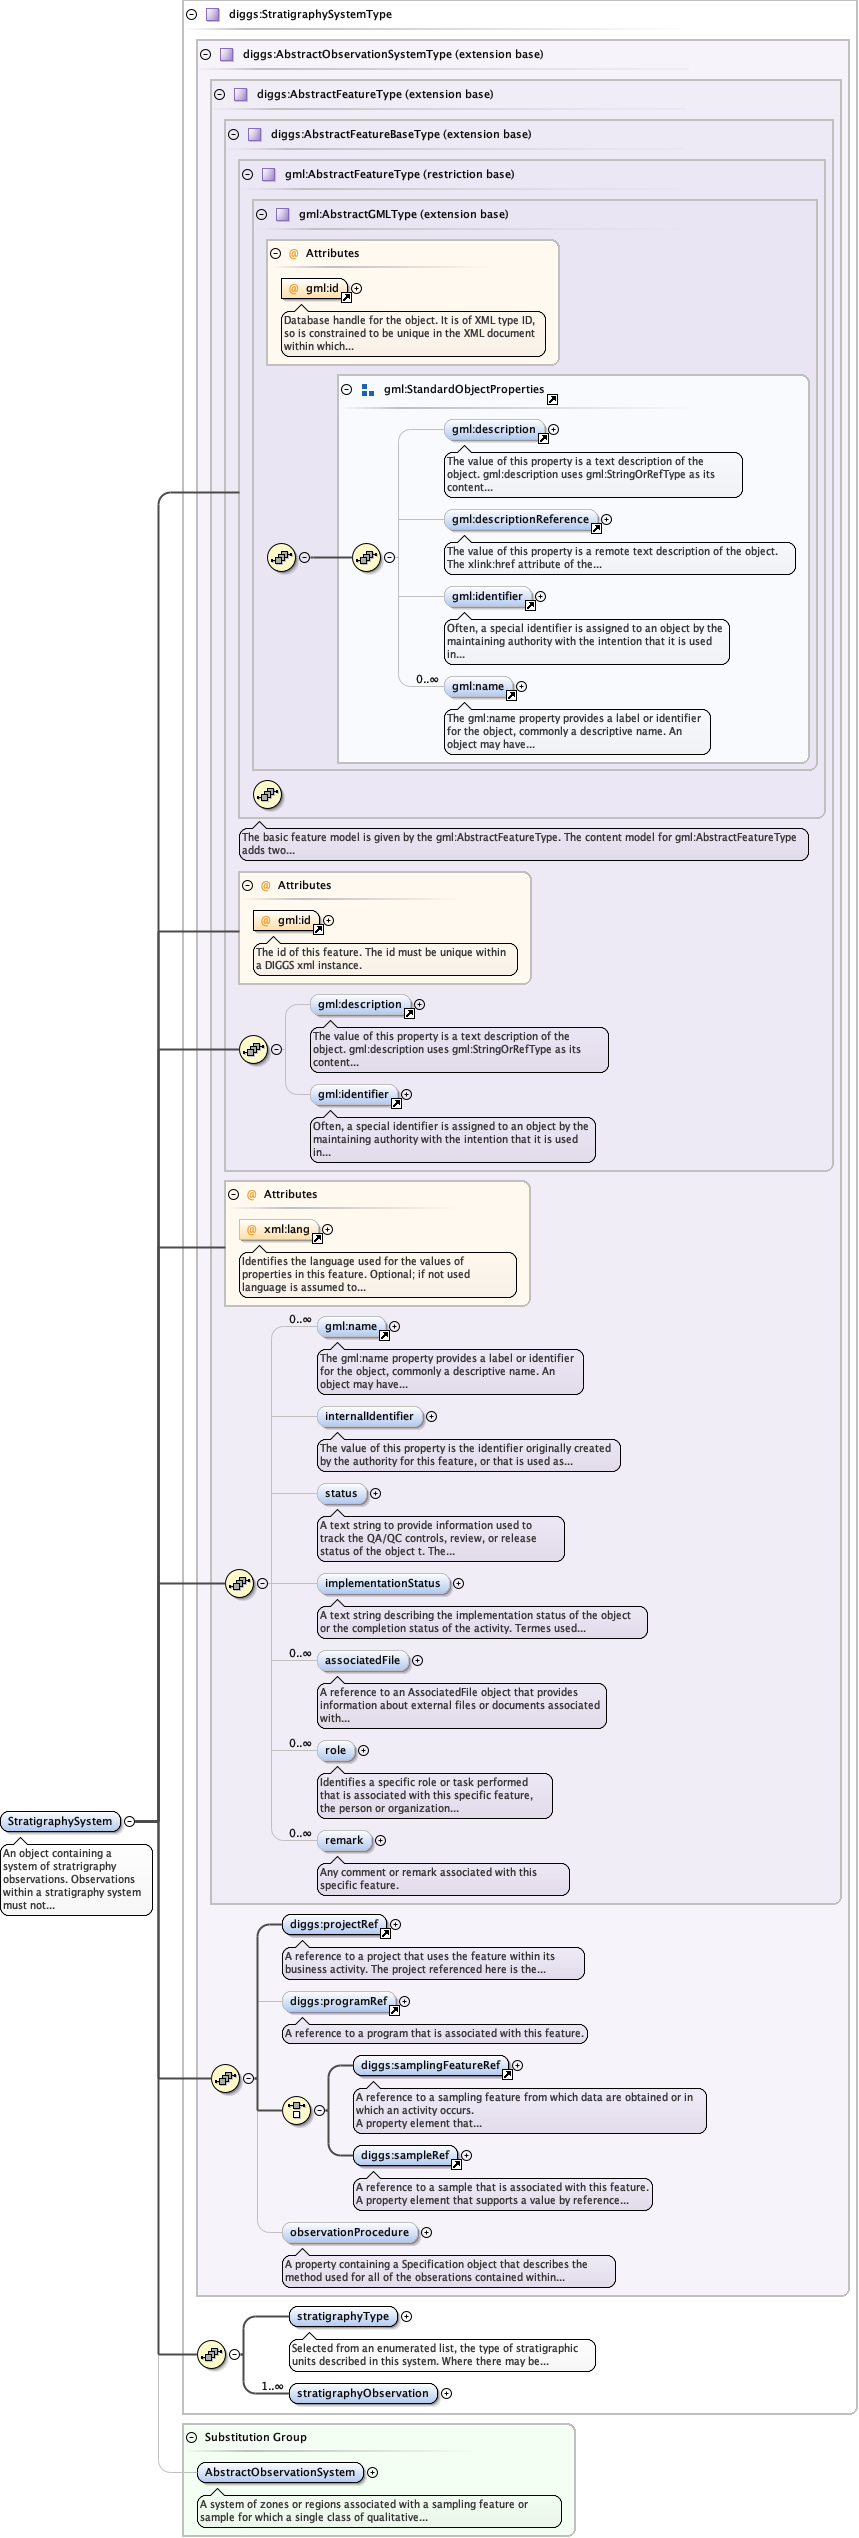 diggs:StratigraphySystemType
diggs:AbstractObservationSystemType (extension base)
diggs:AbstractFeatureType (extension base)
diggs:AbstractFeatureBaseType (extension base)
gml:AbstractFeatureType (restriction base)
gml:AbstractGMLType (extension base)
@ Attributes
@ gml:id
Database handle for the object. It is of XML type ID,
so is constrained to be unique in the XML document
within which...
gml:StandardObjectProperties
gml:description
The value of this property is a text description of the
object. gml:description uses gml:StringOrRefType as its
content...
gml:descriptionReference
The value of this property is a remote text description of the object.
The xlink:href attribute of the...
gml:identifier
Often, a special identifier is assigned to an object by the
maintaining authority with the intention that it is used
in...
0..∞
gml:name
The gml:name property provides a label or identifier
for the object, commonly a descriptive name. An
object may have...
The basic feature model is given by the gml:AbstractFeatureType. The content model for gml:AbstractFeatureType
adds two...
@ Attributes
@ gml:id
The id of this feature. The id must be unique within
a DIGGS xml instance.
gml:description
The value of this property is a text description of the
object. gml:description uses gml:StringOrRefType as its
content...
gml:identifier
Often, a special identifier is assigned to an object by the
maintaining authority with the intention that it is used
in...
@ Attributes
@ xml:lang
Identifies the language used for the values of
properties in this feature. Optional; if not used
language is assumed to...
0..∞
gml:name
The gml:name property provides a label or identifier
for the object, commonly a descriptive name. An
object may have...
internalIdentifier
The value of this property is the identifier originally created
by the authority for this feature, or that is used as...
status
A text string to provide information used to
track the QA/QC controls, review, or release
status of the object t. The...
implementationStatus
A text string describing the implementation status of the object
or the completion status of the activity. Termes used...
0..∞
associatedFile
A reference to an AssociatedFile object that provides
information about external files or documents associated
with...
0..∞
role
Identifies a specific role or task performed
that is associated with this specific feature,
the person or organization...
0..∞
remark
Any comment or remark associated with this
specific feature.
StratigraphySystem
An object containing a
system of stratrigraphy
observations. Observations
within a stratigraphy system
must not...
diggs:projectRef
A reference to a project that uses the feature within its
business activity. The project referenced here is the...
diggs:programRef
A reference to a program that is associated with this feature.
diggs:samplingFeatureRef
A reference to a sampling feature from which data are obtained or in
which an activity occurs.
A property element that...
diggs:sampleRef
A reference to a sample that is associated with this feature.
A property element that supports a value by reference...
observationProcedure
A property containing a Specification object that describes the
method used for all of the obserations contained within...
stratigraphyType
Selected from an enumerated list, the type of stratigraphic
units described in this system. Where there may be...
1..∞
stratigraphyObservation
Substitution Group
AbstractObservationSystem
A system of zones or regions associated with a sampling feature or
sample for which a single class of qualitative...